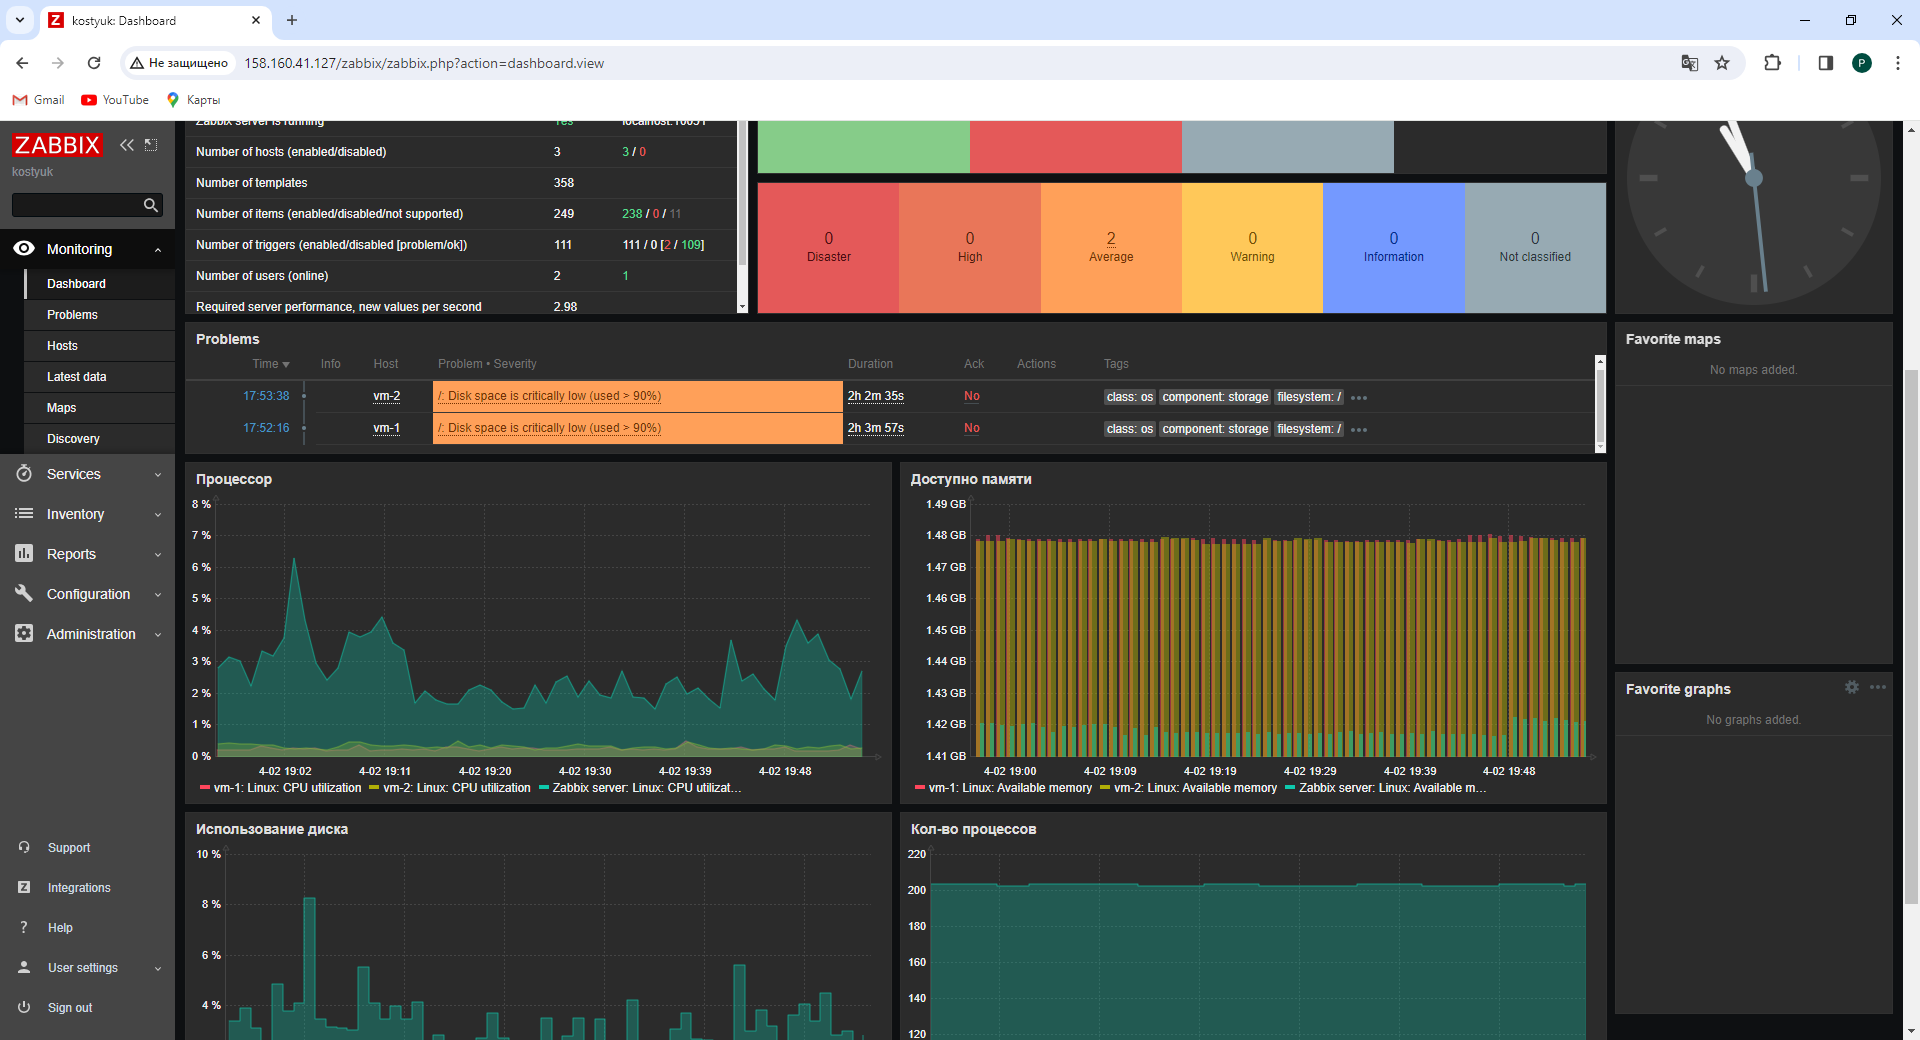 kostyuk: Dashboard
Не защищено 158.160.41.127/zabbix/zabbix.php?action=dashboard.view
P
Gmail YouTube Карты
ZABBIX
kostyuk
Monitoring
Dashboard
Problems
Hosts
Latest data
Maps
Discovery
Services
Inventory
Reports
Configuration
Administration
Support
Integrations
Help
User settings
Sign out
Zabbix server is running Yes localhost:10051
Number of hosts (enabled/disabled) 3 3 / 0
Number of templates 358
Number of items (enabled/disabled/not supported) 249 238 / 0 / 11
Number of triggers (enabled/disabled [problem/ok]) 111 111 / 0 [2 / 109]
Number of users (online) 2 1
Required server performance, new values per second 2.98
0 0 2 0 0 0
Disaster High Average Warning Information Not classified
Problems
Time Info Host Problem • Severity Duration Ack Actions Tags
17:53:38 vm-2 /: Disk space is critically low (used > 90%) 2h 2m 35s No class: os component: storage filesystem: / •••
17:52:16 vm-1 /: Disk space is critically low (used > 90%) 2h 3m 57s No class: os component: storage filesystem: / •••
Процессор
8 %
7 %
6 %
5 %
4 %
3 %
2 %
1 %
0 %
4-02 19:02 4-02 19:11 4-02 19:20 4-02 19:30 4-02 19:39 4-02 19:48
vm-1: Linux: CPU utilization vm-2: Linux: CPU utilization Zabbix server: Linux: CPU utilizat…
Доступно памяти
1.49 GB
1.48 GB
1.47 GB
1.46 GB
1.45 GB
1.44 GB
1.43 GB
1.42 GB
1.41 GB
4-02 19:00 4-02 19:09 4-02 19:19 4-02 19:29 4-02 19:39 4-02 19:48
vm-1: Linux: Available memory vm-2: Linux: Available memory Zabbix server: Linux: Available m…
Использование диска
10 %
8 %
6 %
4 %
Кол-во процессов
220
200
180
160
140
120
Favorite maps
No maps added.
Favorite graphs
No graphs added.